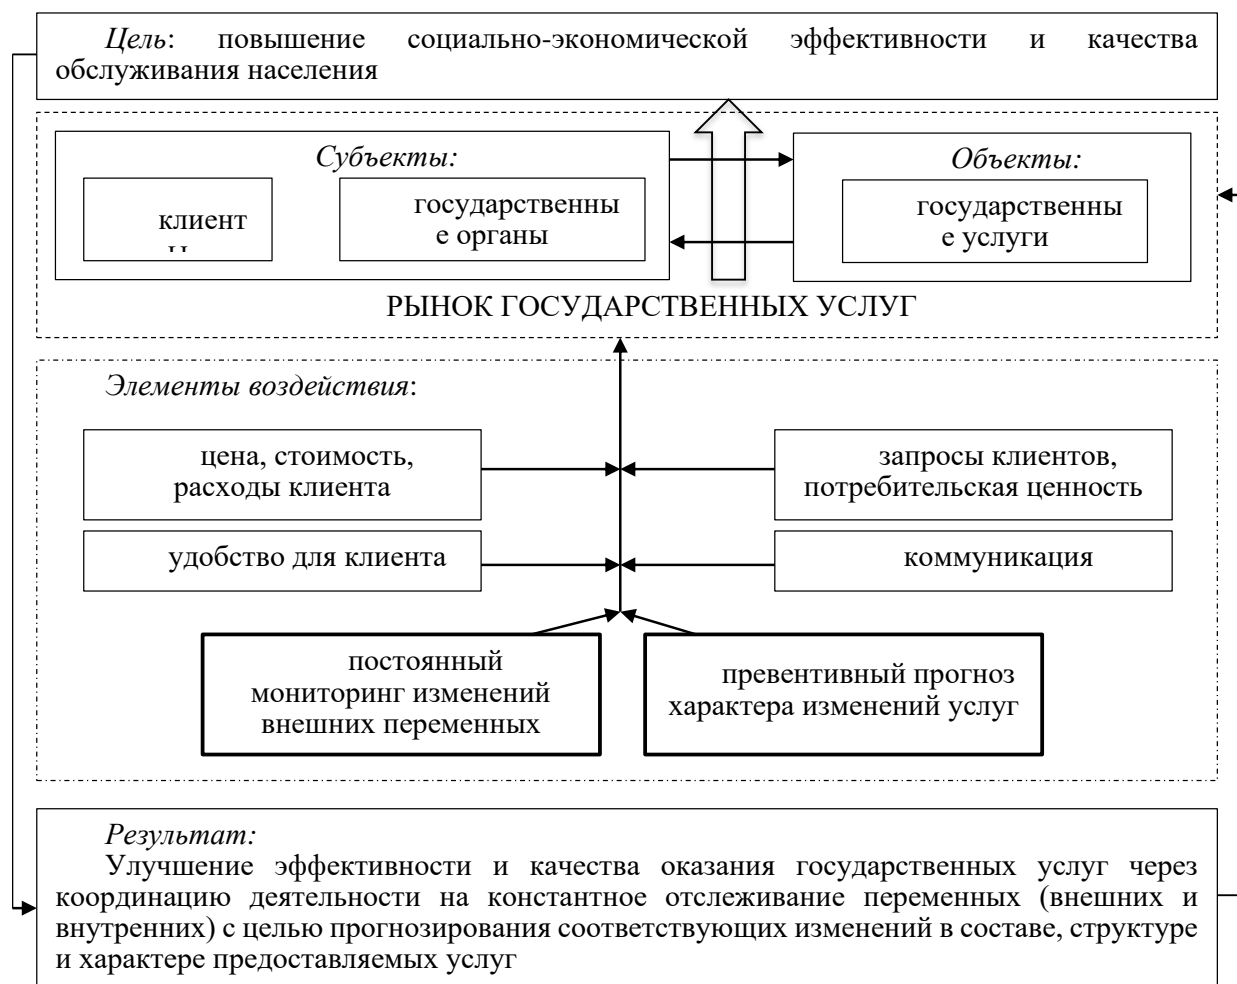 Цель: повышение социально-экономической эффективности и качества
обслуживания населения
Субъекты:
клиент
государственны
е органы
Объекты:
государственны
е услуги
РЫНОК ГОСУДАРСТВЕННЫХ УСЛУГ
Элементы воздействия:
цена, стоимость,
расходы клиента
запросы клиентов,
потребительская ценность
удобство для клиента
коммуникация
постоянный
мониторинг изменений
внешних переменных
превентивный прогноз
характера изменений услуг
Результат:
Улучшение эффективности и качества оказания государственных услуг через
координацию деятельности на константное отслеживание переменных (внешних и
внутренних) с целью прогнозирования соответствующих изменений в составе, структуре
и характере предоставляемых услуг